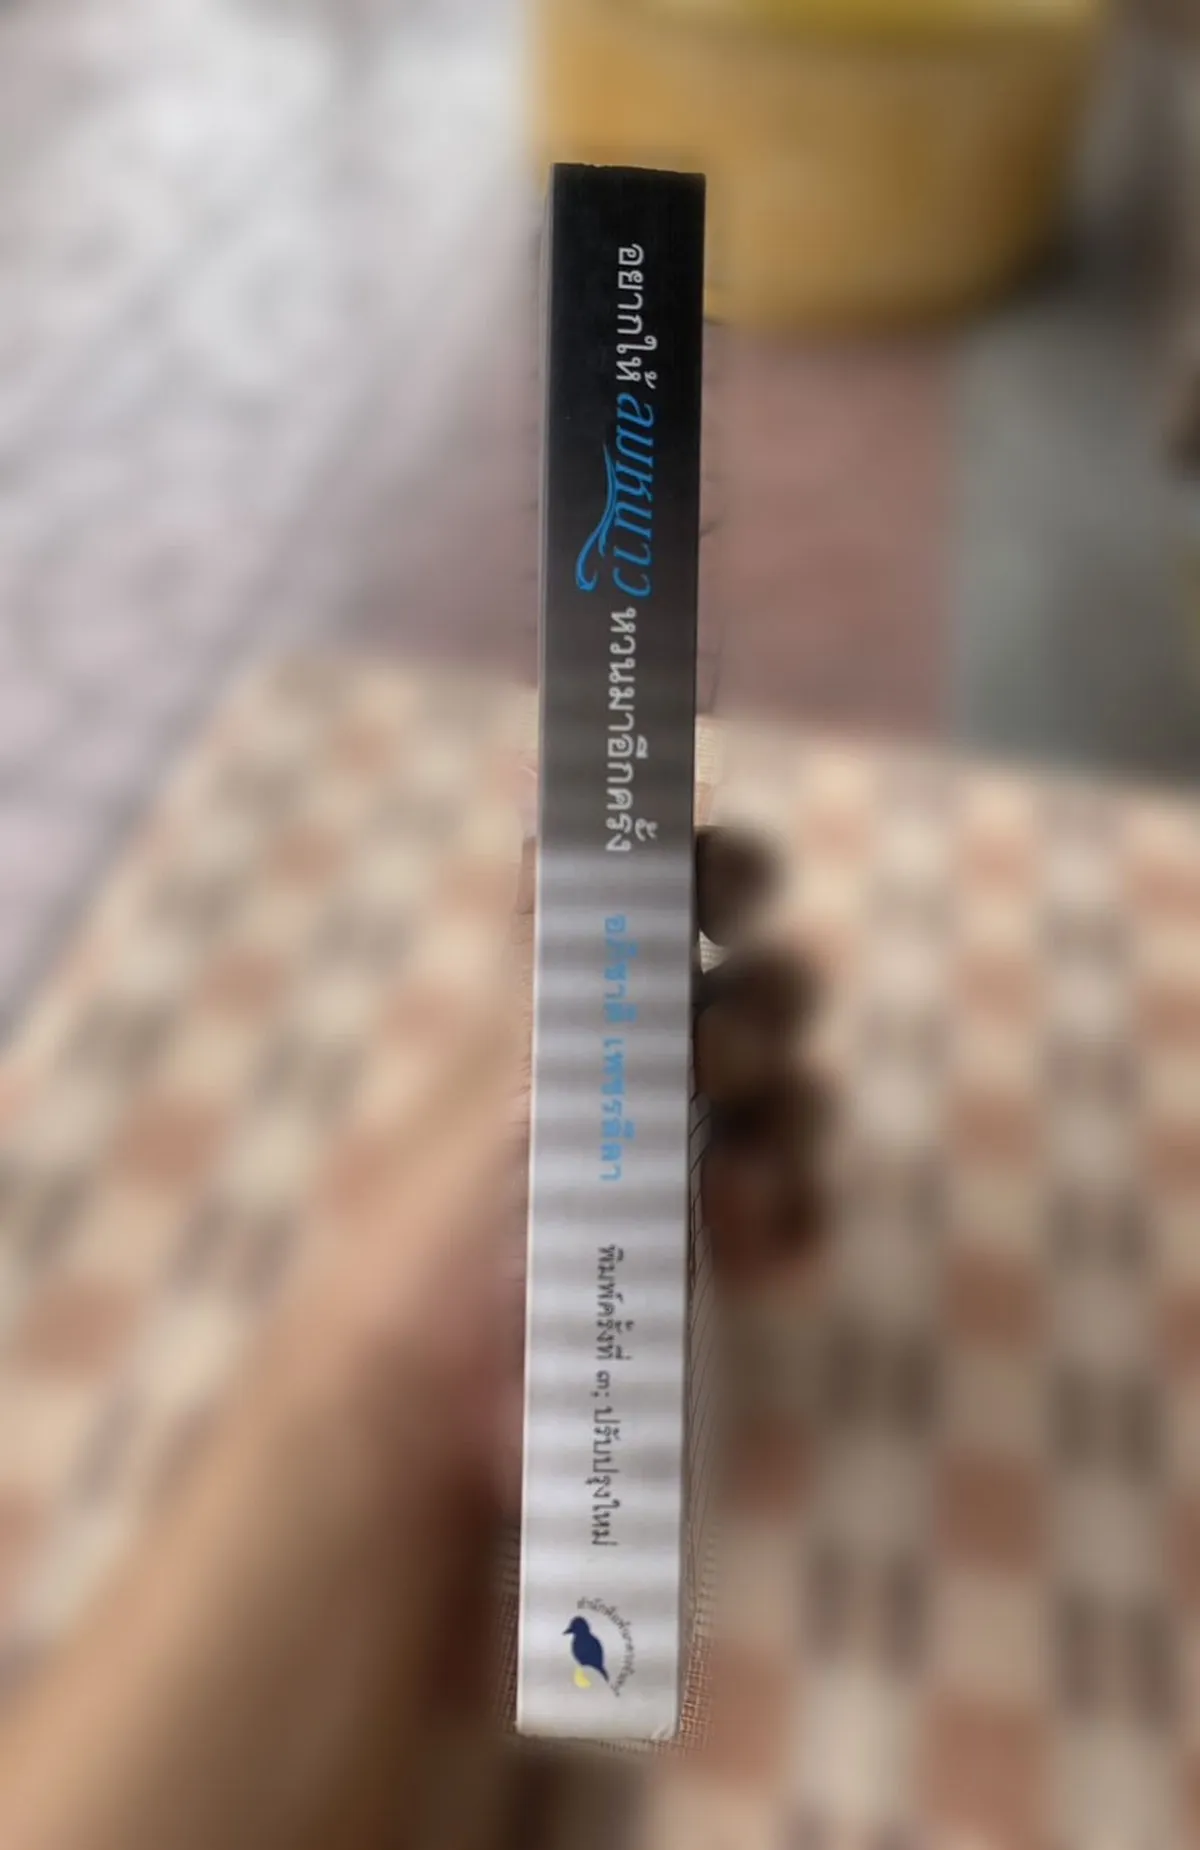 อยากให้ลมหนาวหวนมาอีกครั้ง
อภิชาติ เพชรลีลา
พิมพ์ครั้งที่ ๓: ปรับปรุงใหม่